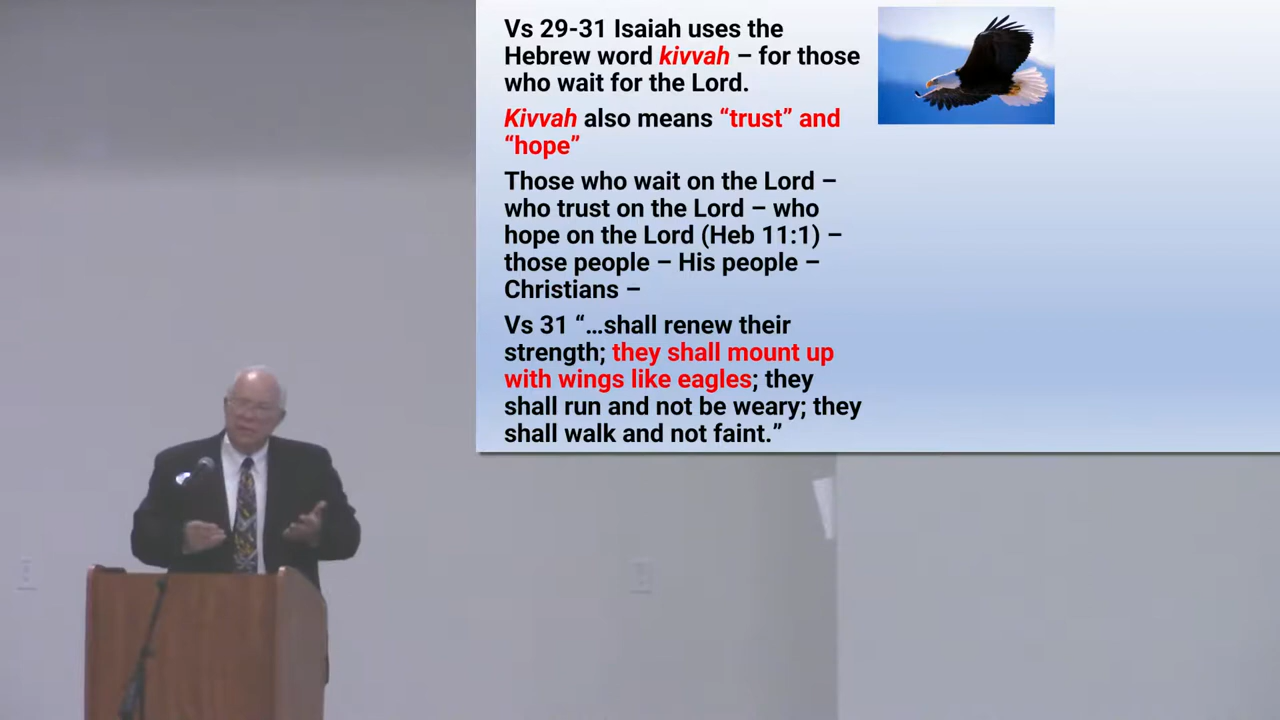 Vs 29-31 Isaiah uses the
Hebrew word kivvah – for those
who wait for the Lord.
Kivvah also means “trust” and
“hope”
Those who wait on the Lord –
who trust on the Lord – who
hope on the Lord (Heb 11:1) –
those people – His people –
Christians –
Vs 31 “…shall renew their
strength; they shall mount up
with wings like eagles; they
shall run and not be weary; they
shall walk and not faint.”